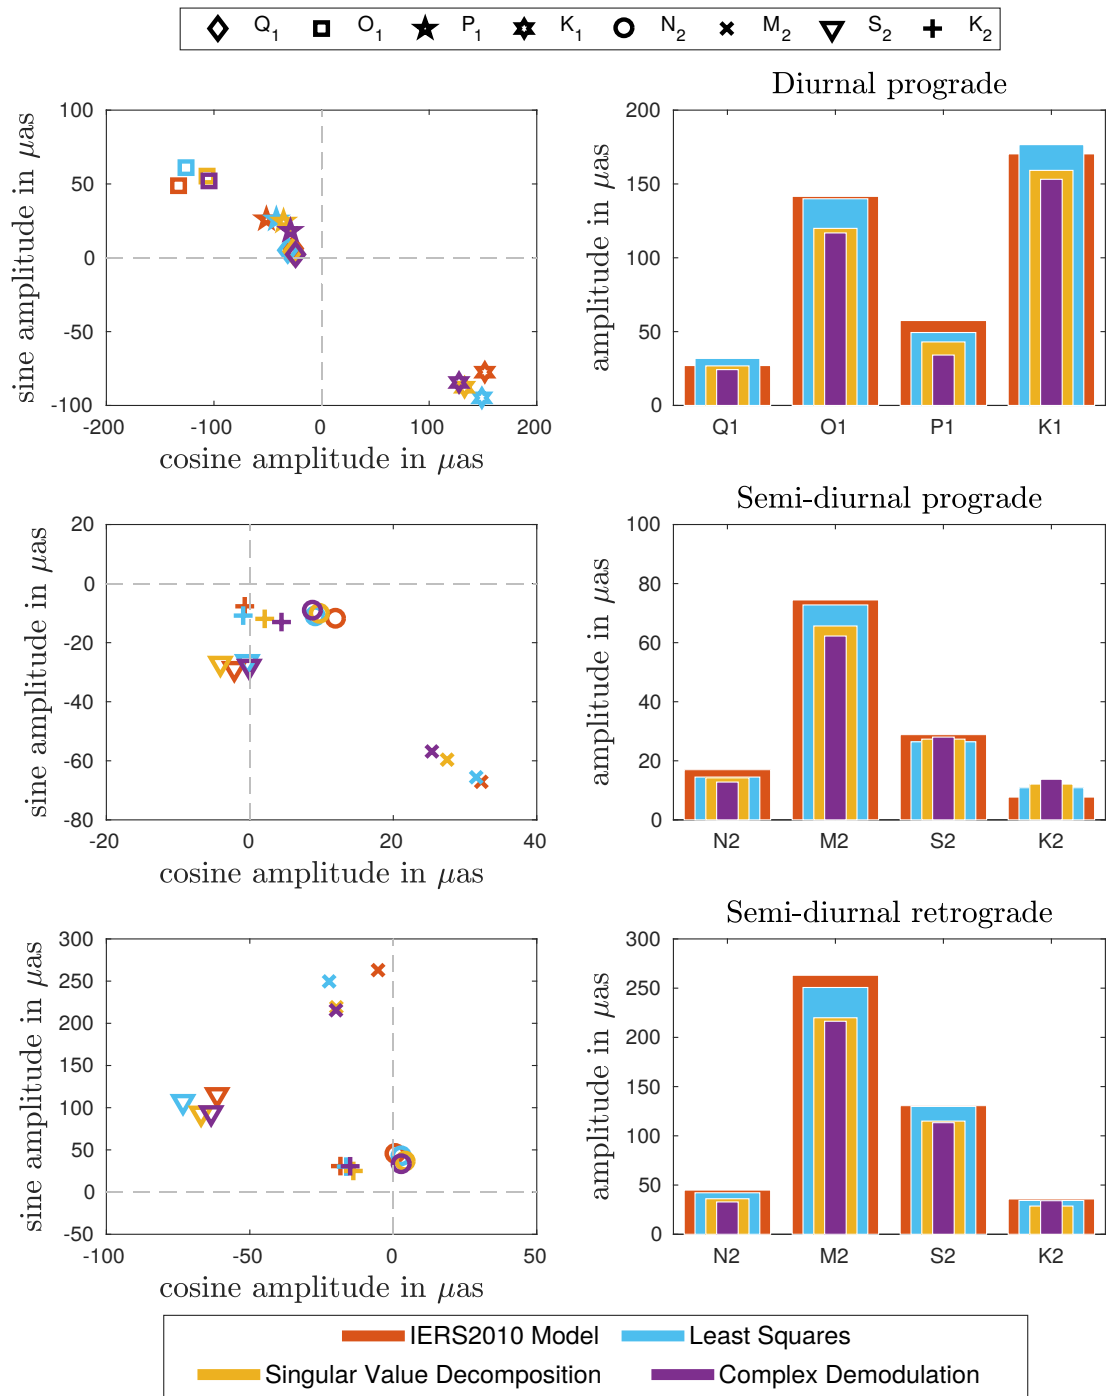 Q1 O1 P1 K1 N2 M2 S2 K2
Diurnal prograde
100
50
0
-50
-100
sine amplitude in μas
-200 -100 0 100 200
cosine amplitude in μas
200
150
100
50
0
amplitude in μas
Q1 O1 P1 K1
Semi-diurnal prograde
20
0
-20
-40
-60
-80
sine amplitude in μas
-20 0 20 40
cosine amplitude in μas
100
80
60
40
20
0
amplitude in μas
N2 M2 S2 K2
Semi-diurnal retrograde
300
250
200
150
100
50
0
-50
sine amplitude in μas
-100 -50 0 50
cosine amplitude in μas
300
250
200
150
100
50
0
amplitude in μas
N2 M2 S2 K2
IERS2010 Model Least Squares
Singular Value Decomposition Complex Demodulation